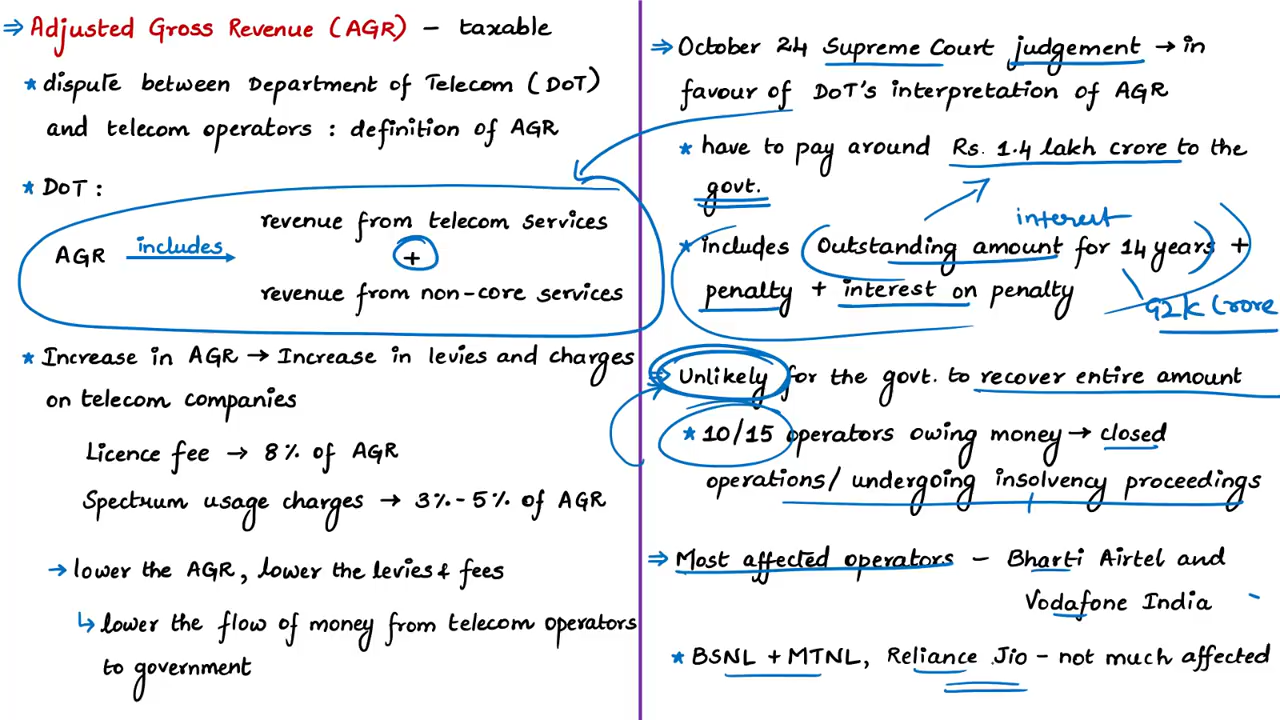 ⇒ Adjusted Gross Revenue (AGR) – taxable
* dispute between Department of Telecom (DoT)
and telecom operators : definition of AGR
* DoT :
revenue from telecom services
AGR includes → +
revenue from non-core services
* Increase in AGR → Increase in levies and charges
on telecom companies
Licence fee → 8% of AGR
Spectrum usage charges → 3% - 5% of AGR
→ lower the AGR, lower the levies & fees
↳ lower the flow of money from telecom operators
to government
⇒ October 24 Supreme Court judgement → in
favour of DoT's interpretation of AGR
* have to pay around Rs. 1.4 lakh crore to the
govt.
interest
* includes (Outstanding amount for 14 years) +
penalty + interest on penalty
92k Crore
⇒ Unlikely for the govt. to recover entire amount
* 10/15 operators owing money → closed
operations/ undergoing insolvency proceedings
⇒ Most affected operators – Bharti Airtel and
Vodafone India
* BSNL + MTNL, Reliance Jio – not much affected